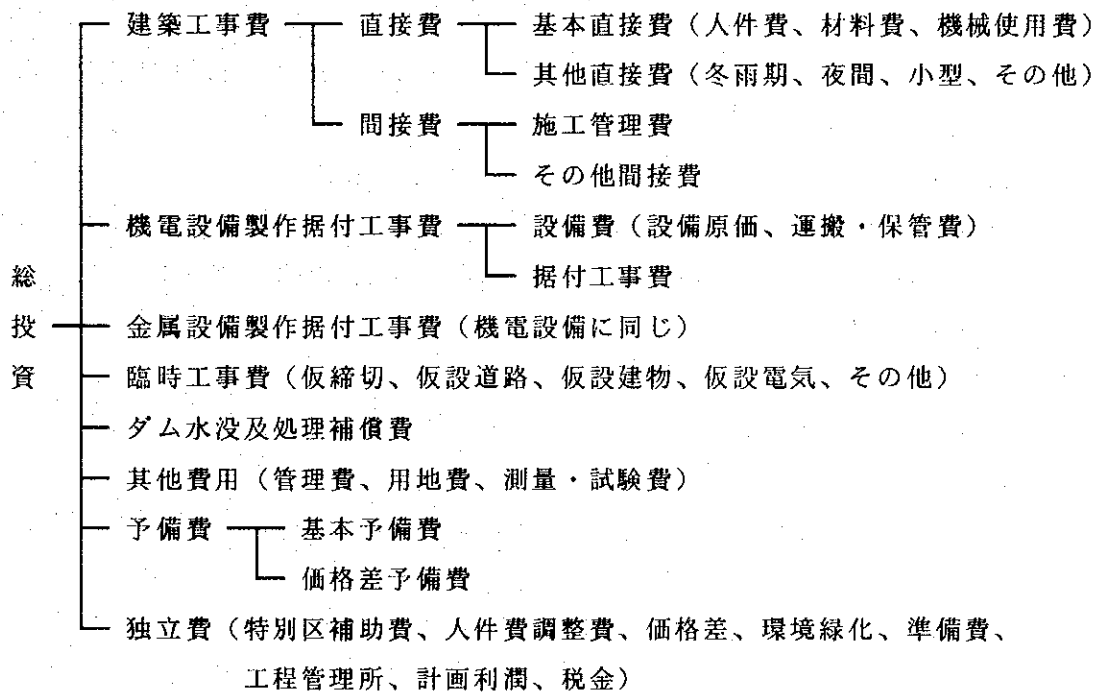 建築工事費 直接費 基本直接費（人件費、材料費、機械使用費）
其他直接費（冬雨期、夜間、小型、その他）
間接費 施工管理費
その他間接費
機電設備製作据付工事費 設備費（設備原価、運搬・保管費）
据付工事費
総投資
金属設備製作据付工事費（機電設備に同じ）
臨時工事費（仮締切、仮設道路、仮設建物、仮設電気、その他）
ダム水没及処理補償費
其他費用（管理費、用地費、測量・試験費）
予備費 基本予備費
価格差予備費
独立費（特別区補助費、人件費調整費、価格差、環境緑化、準備費、
工程管理所、計画利潤、税金）